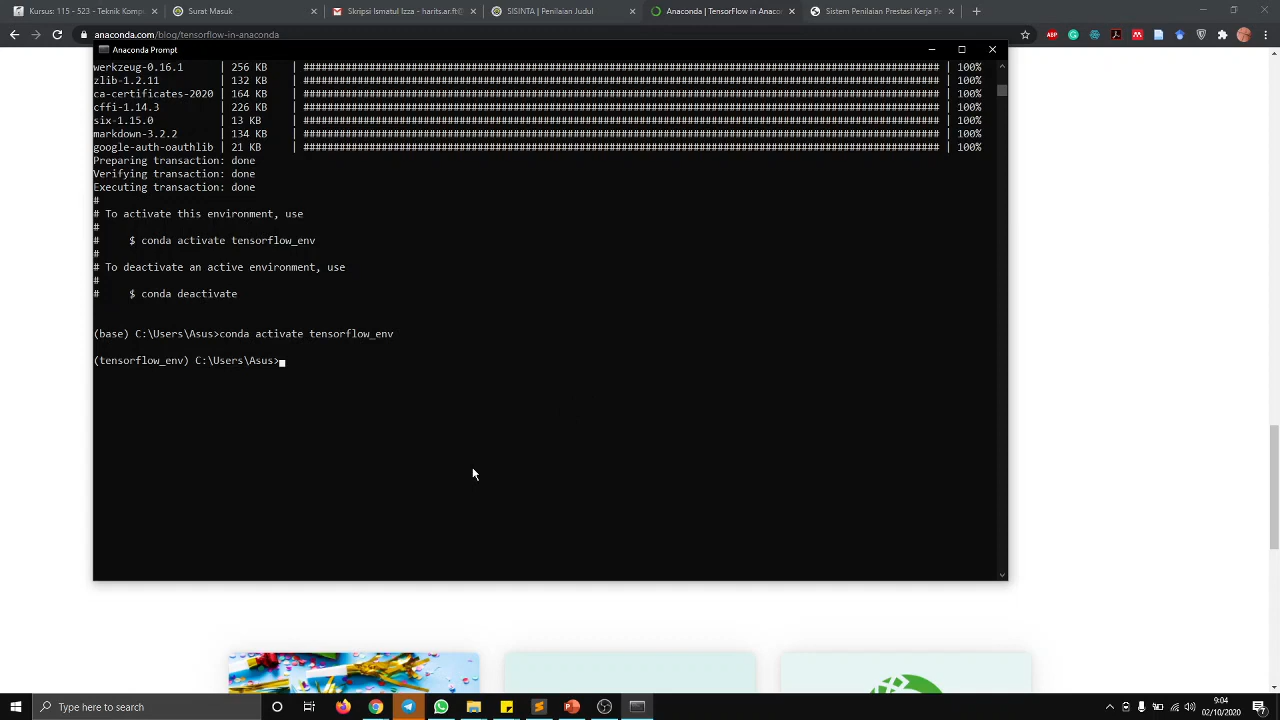 Kursus: 115 - 523 - Teknik Komp
Surat Masuk
Skripsi Ismatul Izza - harits.ar.fi@
SISINTA | Penilaian Judul
Anaconda | TensorFlow in Anaco
Sistem Penilaian Prestasi Kerja P
anaconda.com/blog/tensorflow-in-anaconda
ABP
Anaconda Prompt
werkzeug-0.16.1 | 256 KB | ################################################################ | 100%
zlib-1.2.11 | 132 KB | ################################################################ | 100%
ca-certificates-2020 | 164 KB | ################################################################ | 100%
cffi-1.14.3 | 226 KB | ################################################################ | 100%
six-1.15.0 | 13 KB | ################################################################ | 100%
markdown-3.2.2 | 134 KB | ################################################################ | 100%
google-auth-oauthlib | 21 KB | ################################################################ | 100%
Preparing transaction: done
Verifying transaction: done
Executing transaction: done
#
# To activate this environment, use
#
# $ conda activate tensorflow_env
#
# To deactivate an active environment, use
#
# $ conda deactivate
(base) C:\Users\Asus>conda activate tensorflow_env
(tensorflow_env) C:\Users\Asus>
Type here to search
9:04
02/10/2020